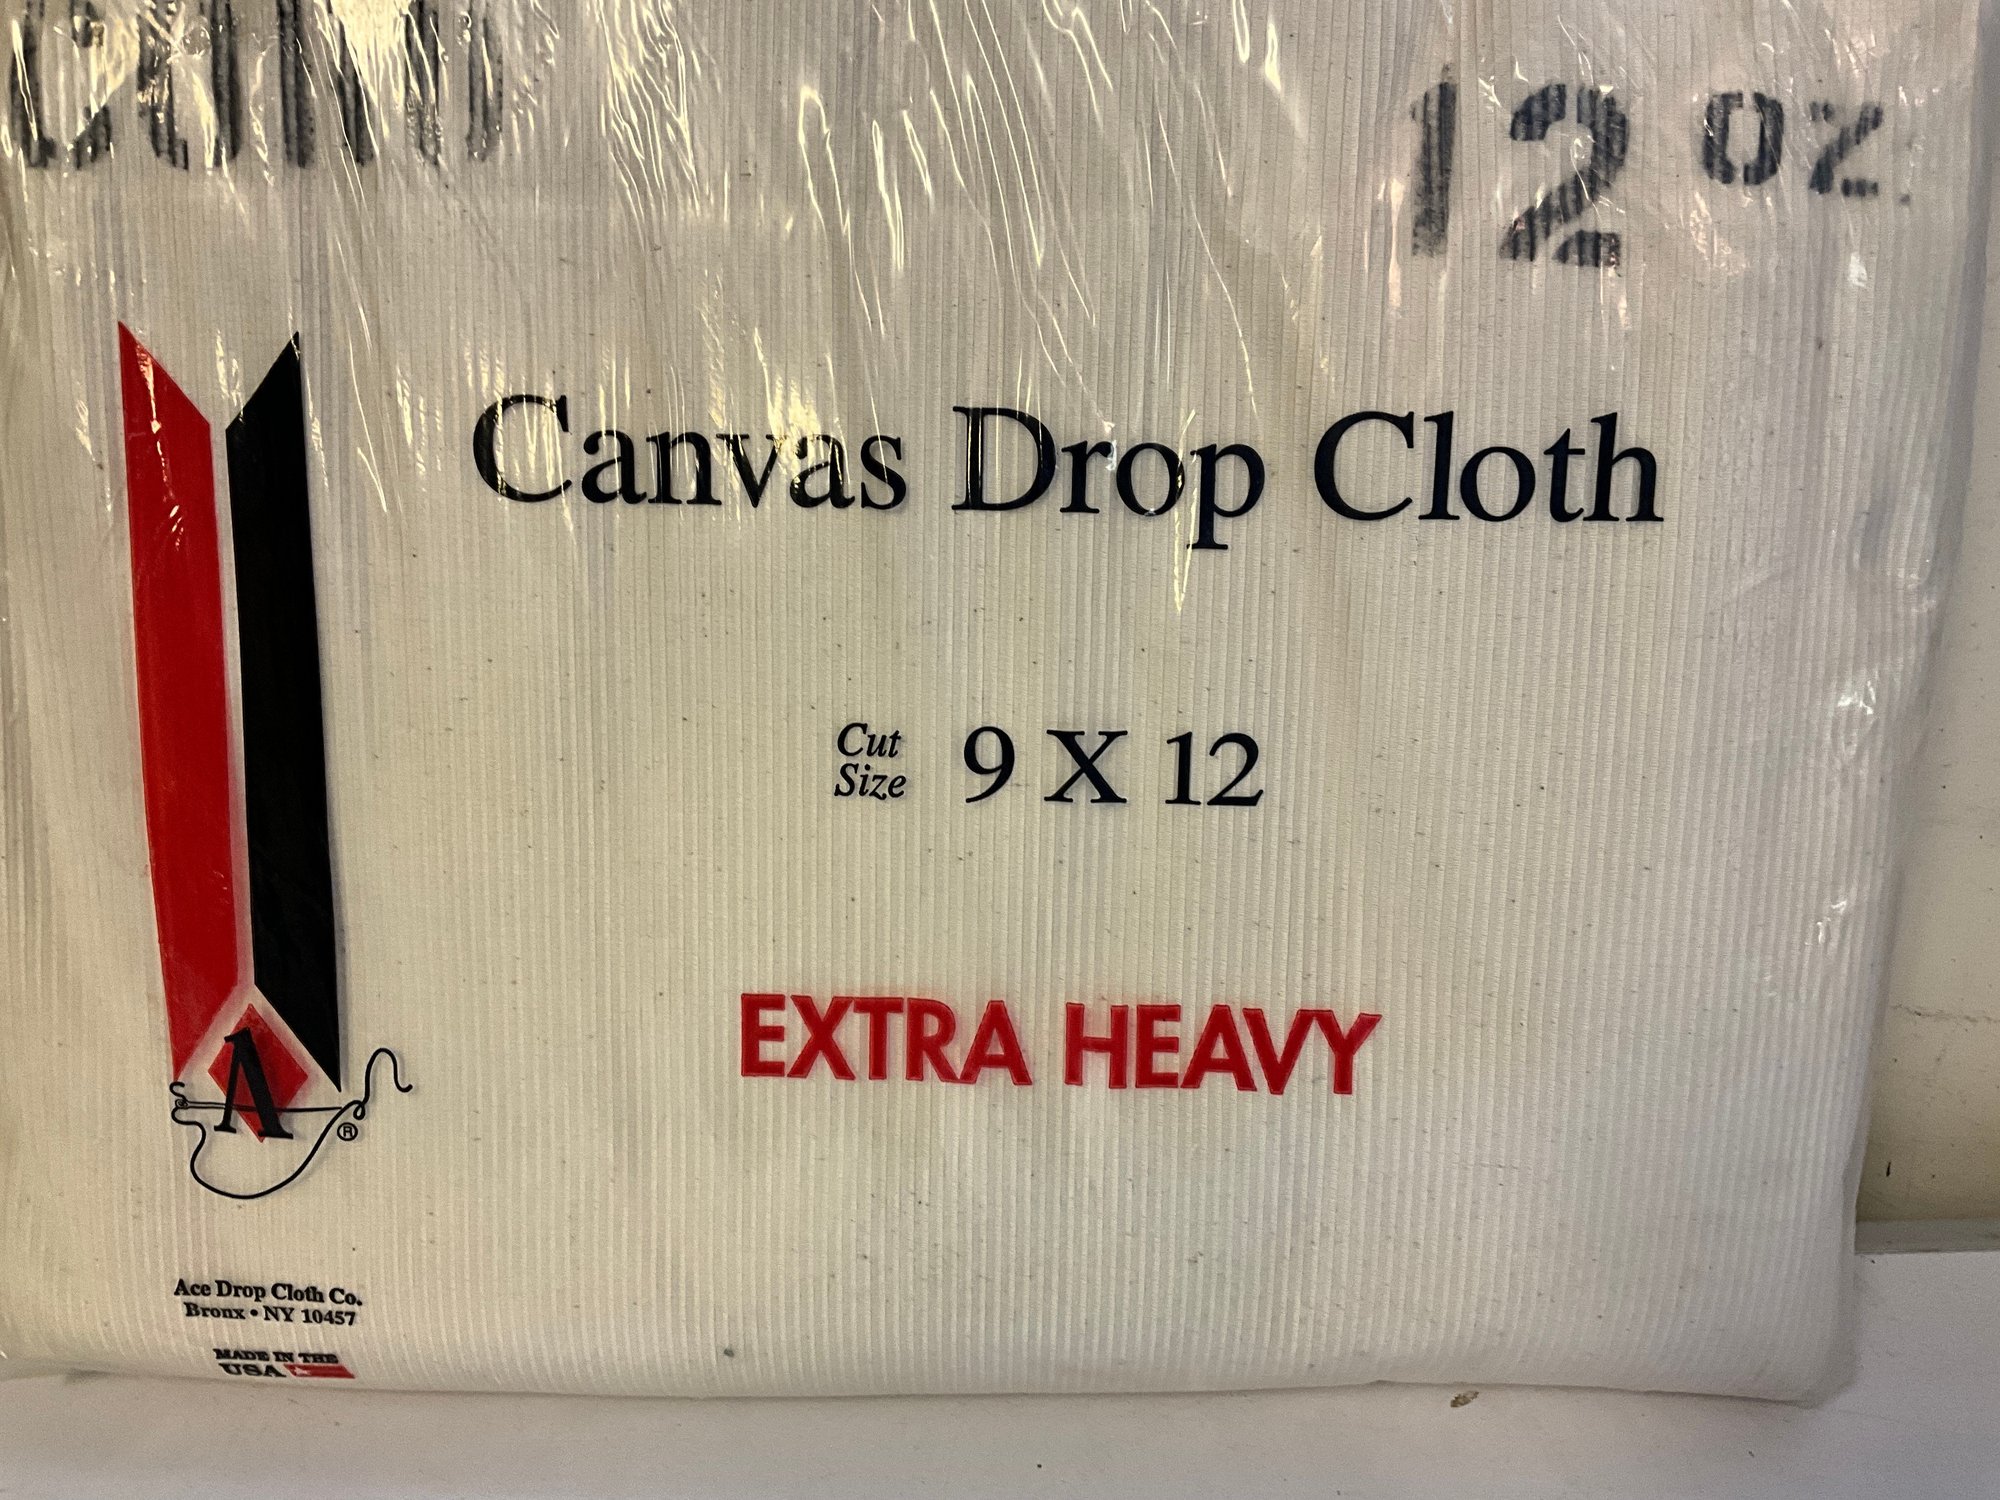 12 OZ.
Canvas Drop Cloth
Cut
Size
9 X 12
EXTRA HEAVY
A
®
Ace Drop Cloth Co.
Bronx • NY 10457
MADE IN THE
USA